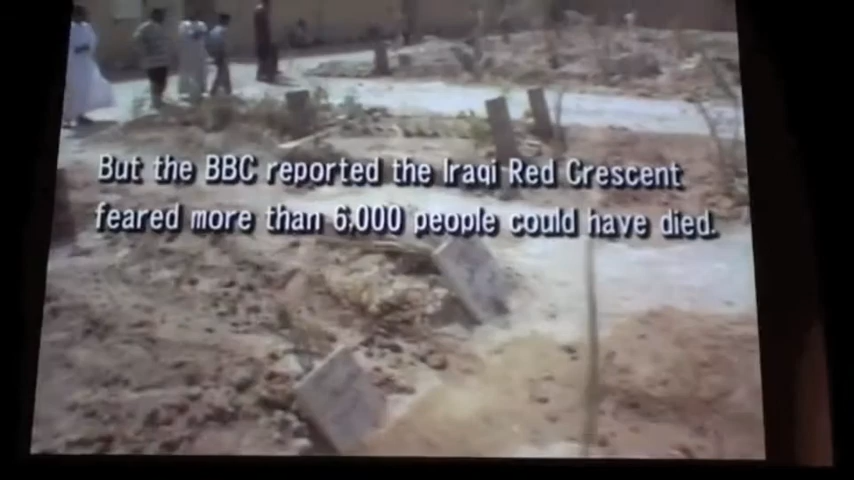 But the BBC reported the Iraqi Red Crescent
feared more than 6,000 people could have died.